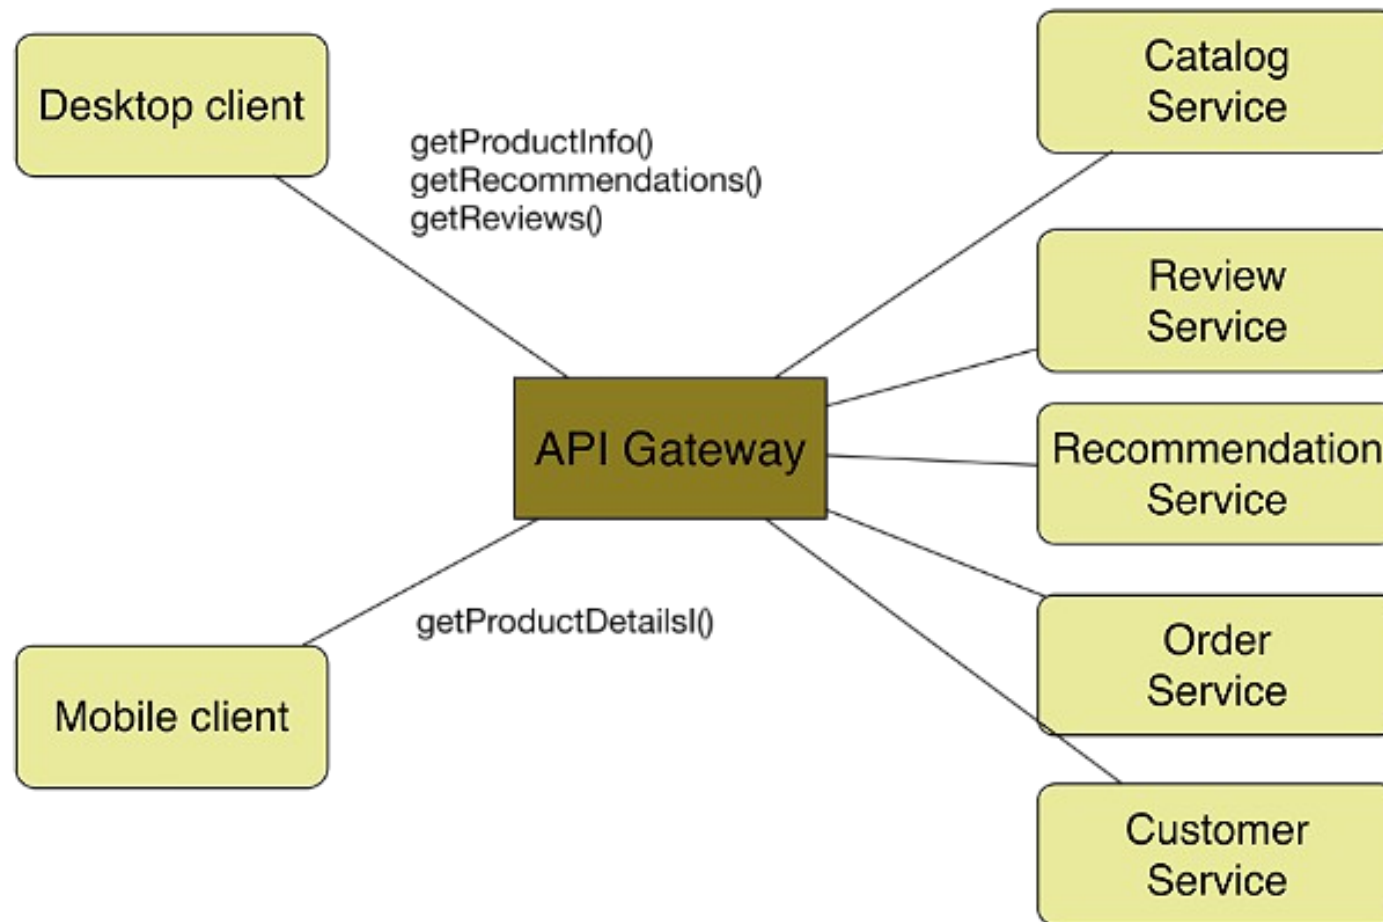 Desktop client
getProductInfo()
getRecommendations()
getReviews()
API Gateway
getProductDetailsI()
Mobile client
Catalog
Service
Review
Service
Recommendation
Service
Order
Service
Customer
Service